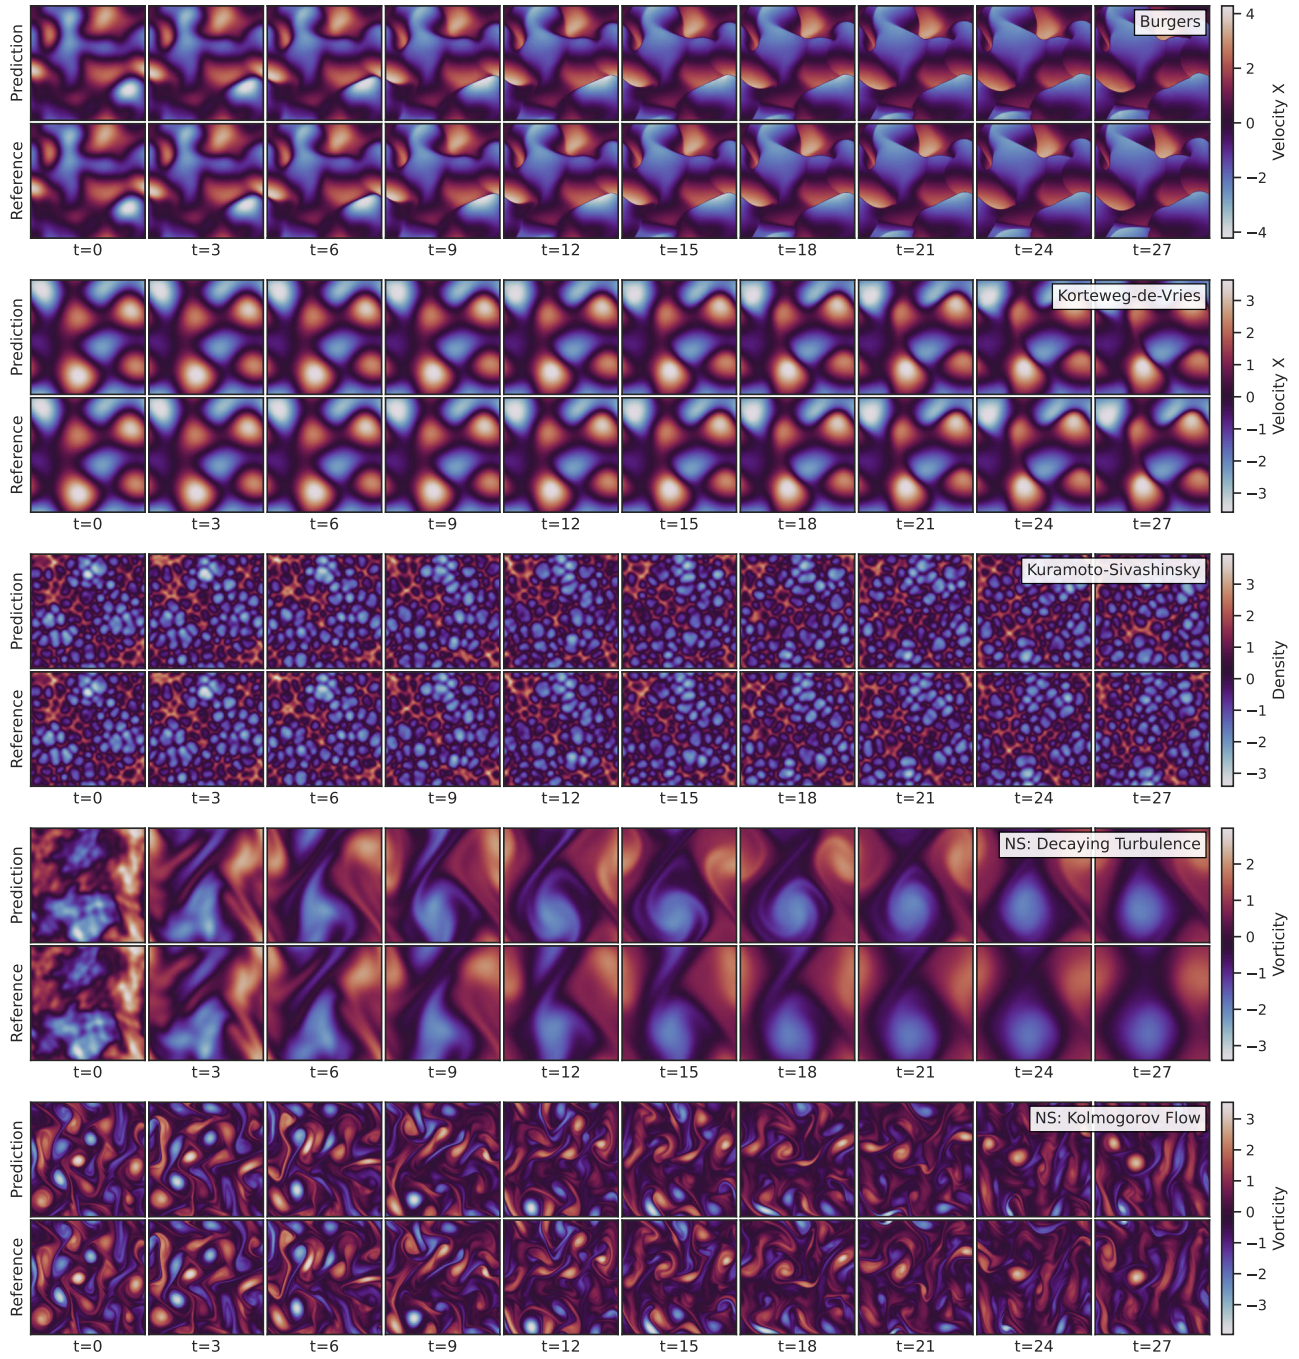 Prediction
Reference
Burgers
4
2
0
−2
−4
Velocity X
t=0 t=3 t=6 t=9 t=12 t=15 t=18 t=21 t=24 t=27
Prediction
Reference
Korteweg-de-Vries
3
2
1
0
−1
−2
−3
Velocity X
t=0 t=3 t=6 t=9 t=12 t=15 t=18 t=21 t=24 t=27
Prediction
Reference
Kuramoto-Sivashinsky
3
2
1
0
−1
−2
−3
Density
t=0 t=3 t=6 t=9 t=12 t=15 t=18 t=21 t=24 t=27
Prediction
Reference
NS: Decaying Turbulence
2
1
0
−1
−2
−3
Vorticity
t=0 t=3 t=6 t=9 t=12 t=15 t=18 t=21 t=24 t=27
Prediction
Reference
NS: Kolmogorov Flow
3
2
1
0
−1
−2
−3
Vorticity
t=0 t=3 t=6 t=9 t=12 t=15 t=18 t=21 t=24 t=27